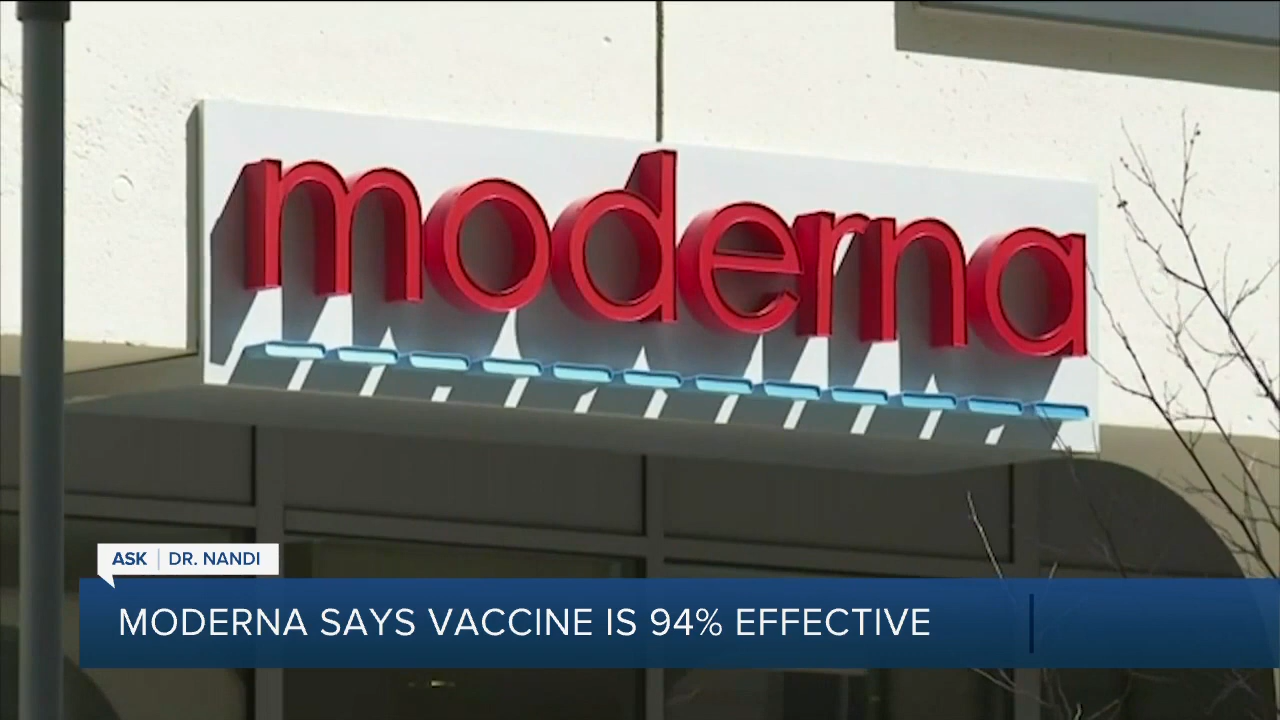 moderna
ASK | DR. NANDI
MODERNA SAYS VACCINE IS 94% EFFECTIVE